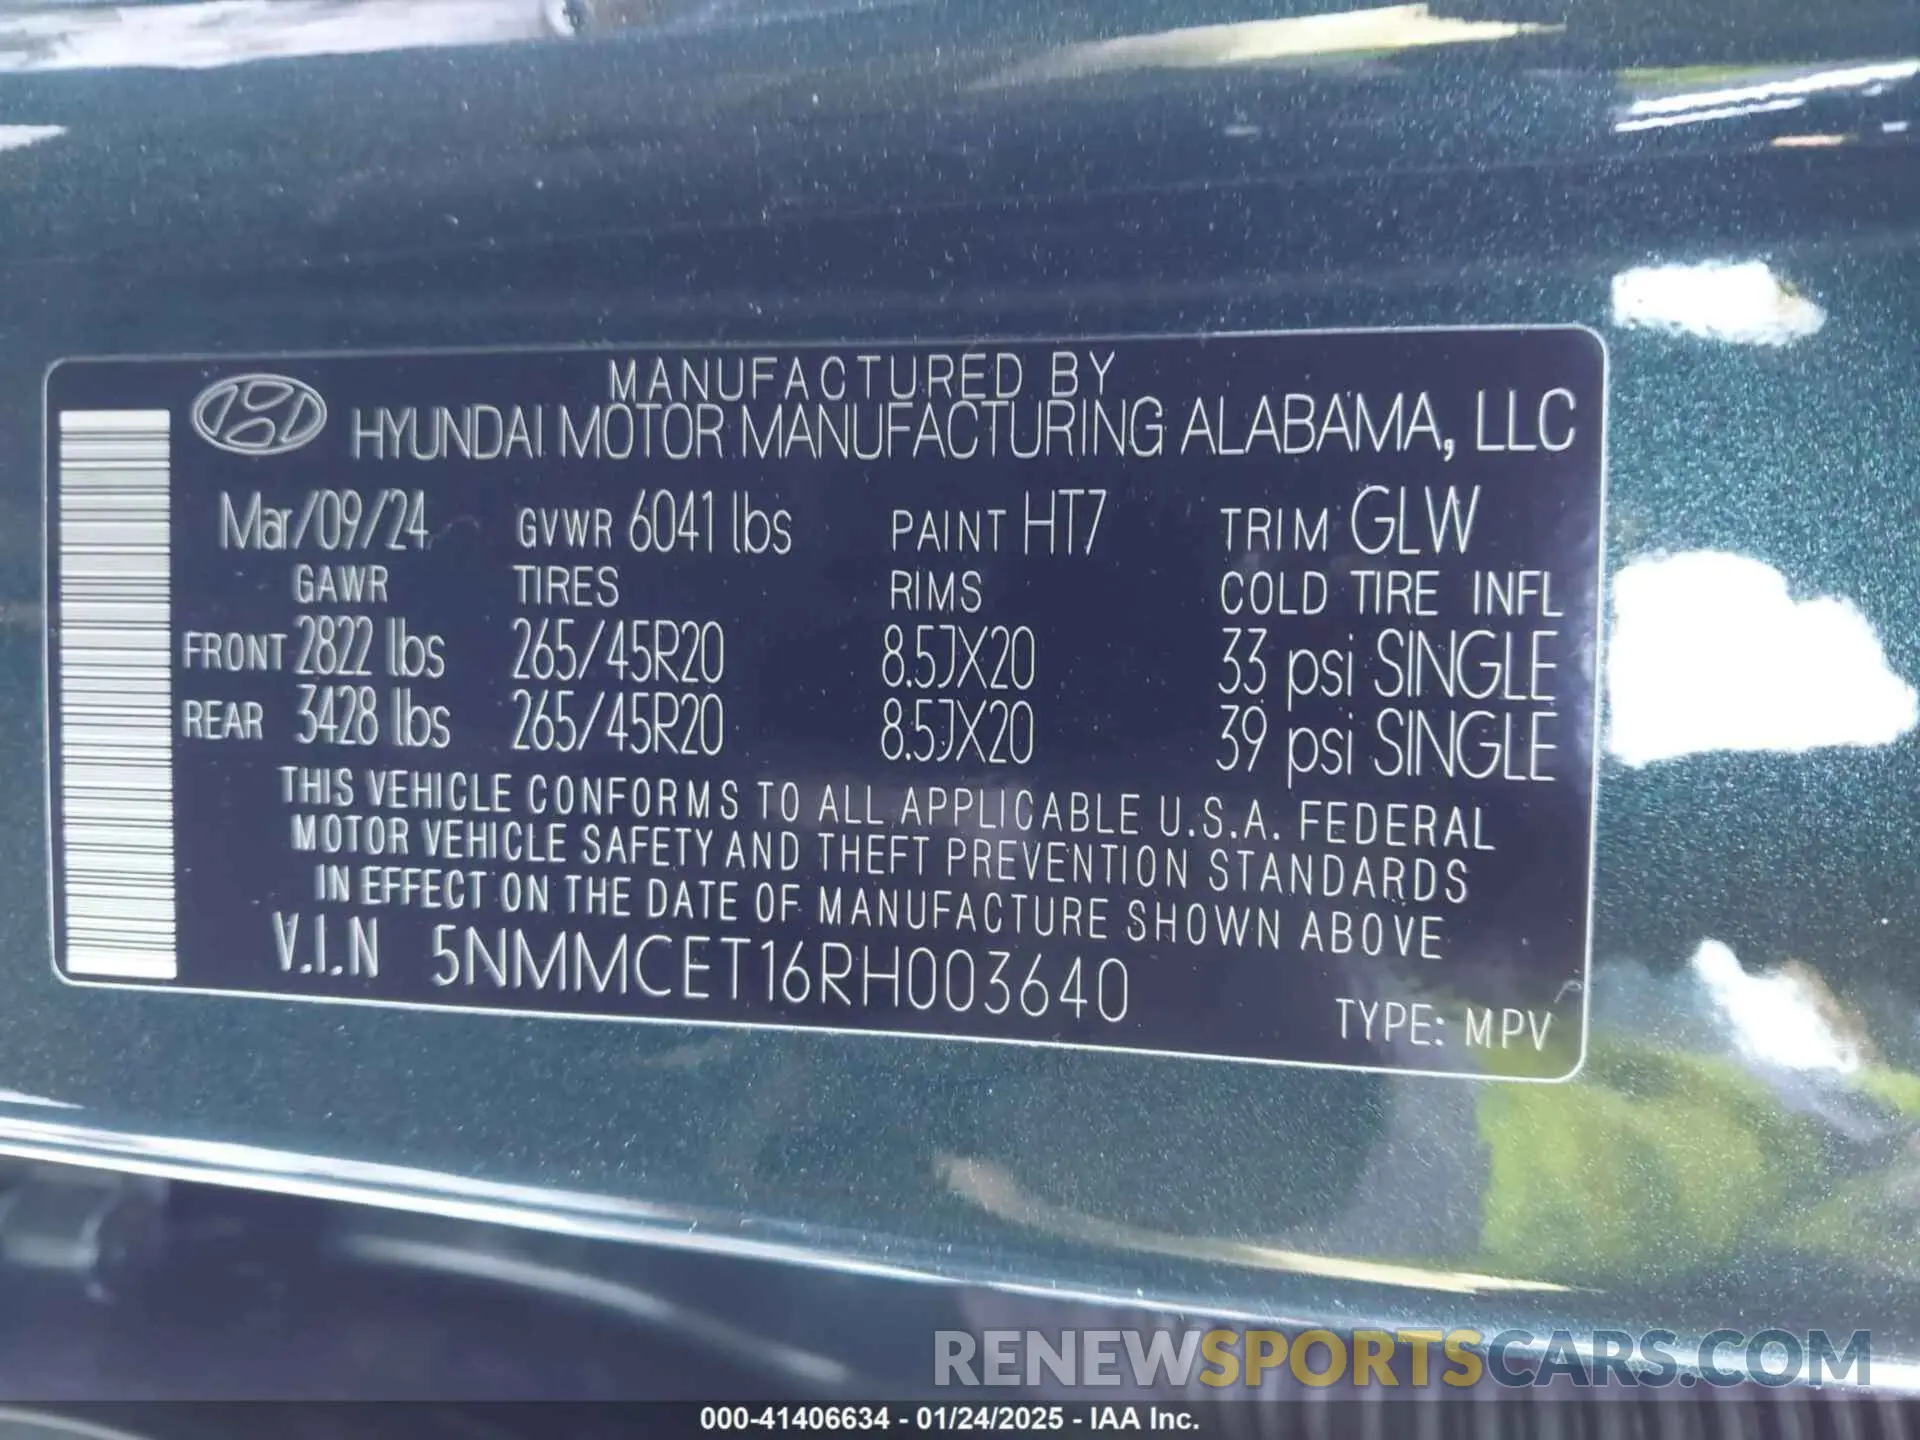 MANUFACTURED BY
HYUNDAI MOTOR MANUFACTURING ALABAMA, LLC
Mar/09/24 GVWR 6041 lbs PAINT HT7 TRIM GLW
GAWR TIRES RIMS COLD TIRE INFL
FRONT 2822 lbs 265/45R20 8.5JX20 33 psi SINGLE
REAR 3428 lbs 265/45R20 8.5JX20 39 psi SINGLE
THIS VEHICLE CONFORMS TO ALL APPLICABLE U.S.A. FEDERAL
MOTOR VEHICLE SAFETY AND THEFT PREVENTION STANDARDS
IN EFFECT ON THE DATE OF MANUFACTURE SHOWN ABOVE
V.I.N 5NMMCET16RH003640
TYPE: MPV
RENEWSPORTSCARS.COM
000-41406634 - 01/24/2025 - IAA Inc.